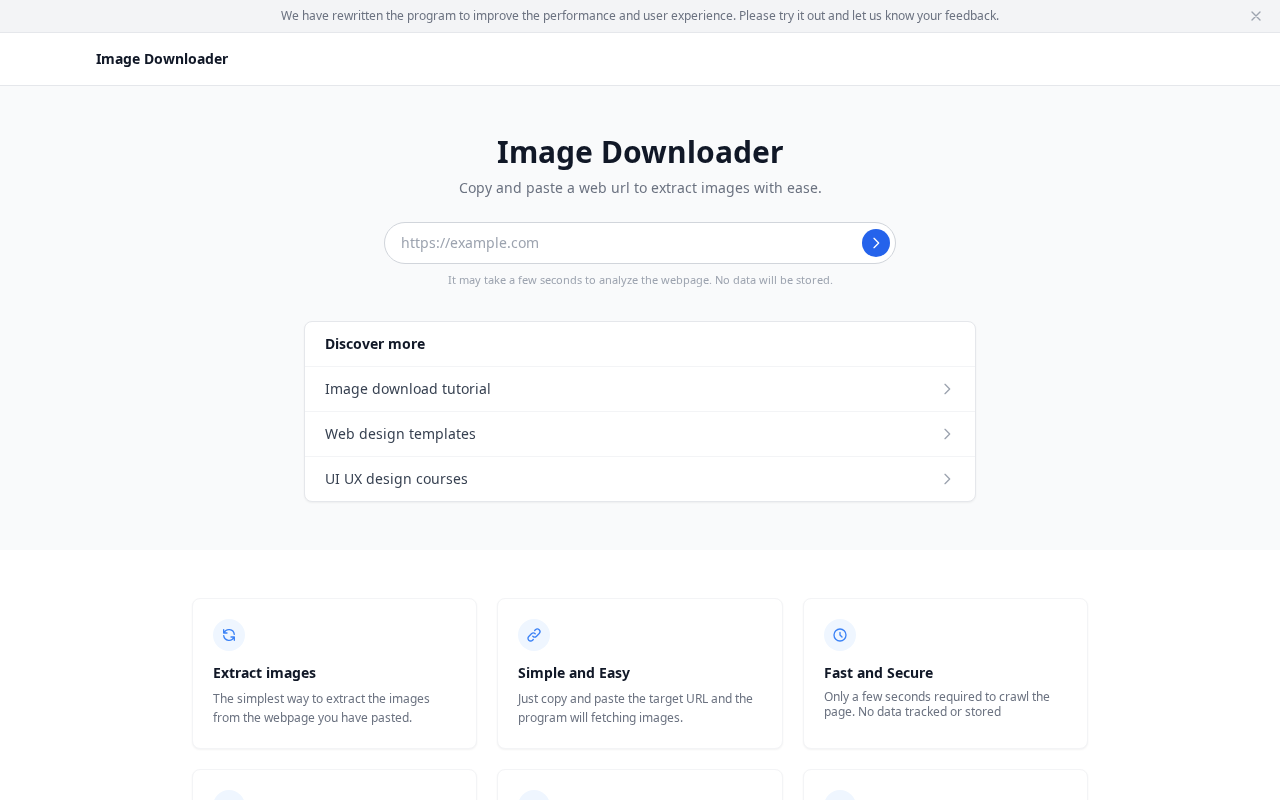 We have rewritten the program to improve the performance and user experience. Please try it out and let us know your feedback.
Image Downloader
Image Downloader
Copy and paste a web url to extract images with ease.
https://example.com
It may take a few seconds to analyze the webpage. No data will be stored.
Discover more
Image download tutorial
Web design templates
UI UX design courses
Extract images
The simplest way to extract the images
from the webpage you have pasted.
Simple and Easy
Just copy and paste the target URL and the
program will fetching images.
Fast and Secure
Only a few seconds required to crawl the
page. No data tracked or stored